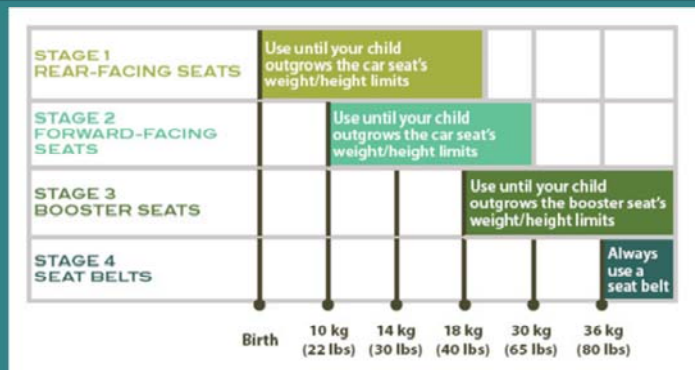 STAGE 1
REAR-FACING SEATS
Use until your child
outgrows the car seat's
weight/height limits
STAGE 2
FORWARD-FACING
SEATS
Use until your child
outgrows the car seat's
weight/height limits
STAGE 3
BOOSTER SEATS
Use until your child
outgrows the booster seat's
weight/height limits
STAGE 4
SEAT BELTS
Always
use a
seat belt
Birth
10 kg
(22 lbs)
14 kg
(30 lbs)
18 kg
(40 lbs)
30 kg
(65 lbs)
36 kg
(80 lbs)